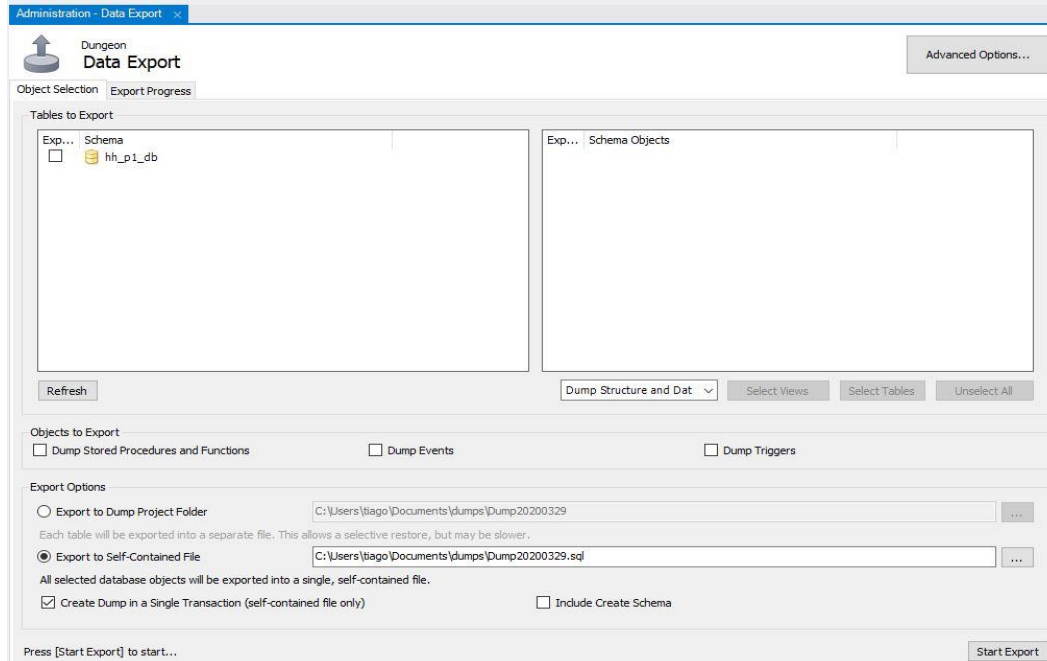 Administration - Data Export ×
Dungeon
Data Export
Advanced Options...
Object Selection Export Progress
Tables to Export
Exp... Schema
hh_p1_db
Exp... Schema Objects
Refresh
Dump Structure and Dat
Select Views
Select Tables
Unselect All
Objects to Export
Dump Stored Procedures and Functions
Dump Events
Dump Triggers
Export Options
Export to Dump Project Folder
C:\Users\tiago\Documents\dumps\Dump20200329
...
Each table will be exported into a separate file. This allows a selective restore, but may be slower.
Export to Self-Contained File
C:\Users\tiago\Documents\dumps\Dump20200329.sql
...
All selected database objects will be exported into a single, self-contained file.
Create Dump in a Single Transaction (self-contained file only)
Include Create Schema
Press [Start Export] to start...
Start Export